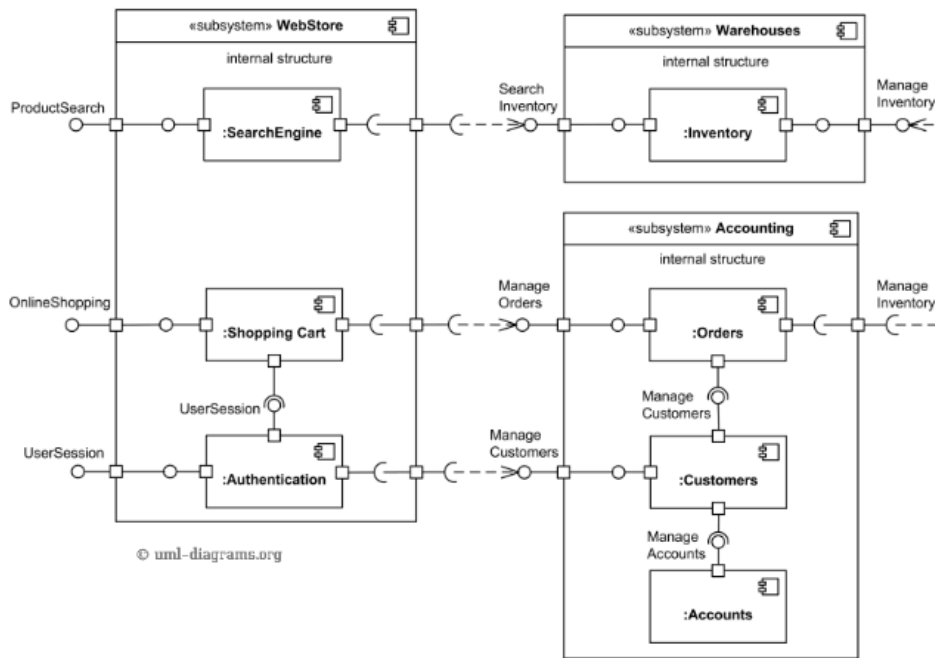 «subsystem» WebStore
internal structure
ProductSearch
:SearchEngine
OnlineShopping
:Shopping Cart
UserSession
UserSession
:Authentication
© uml-diagrams.org
Search
Inventory
«subsystem» Warehouses
internal structure
:Inventory
Manage
Inventory
«subsystem» Accounting
internal structure
Manage
Orders
:Orders
Manage
Inventory
Manage
Customers
Manage
Customers
:Customers
Manage
Accounts
:Accounts